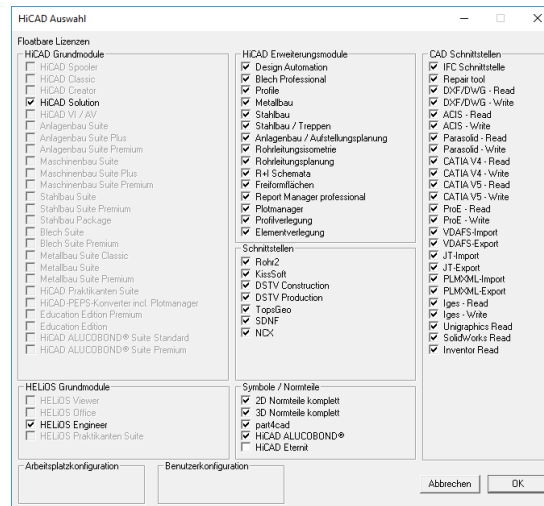 HiCAD Auswahl
Floatbare Lizenzen
HiCAD Grundmodule
HiCAD Spooler
HiCAD Classic
HiCAD Creator
HiCAD Solution
HiCAD VI / AV
Anlagenbau Suite
Anlagenbau Suite Plus
Anlagenbau Suite Premium
Maschinenbau Suite
Maschinenbau Suite Plus
Maschinenbau Suite Premium
Stahlbau Suite
Stahlbau Suite Premium
Stahlbau Package
Blech Suite
Blech Suite Premium
Metallbau Suite Classic
Metallbau Suite
Metallbau Suite Premium
HiCAD Praktikanten Suite
HiCAD-PEPS-Konverter incl. Plotmanager
Education Edition Premium
Education Edition
HiCAD ALUCOBOND® Suite Standard
HiCAD ALUCOBOND® Suite Premium
HELiOS Grundmodule
HELiOS Viewer
HELiOS Office
HELiOS Engineer
HELiOS Praktikanten Suite
Arbeitsplatzkonfiguration
HiCAD Erweiterungsmodule
Design Automation
Blech Professional
Profile
Metallbau
Stahlbau
Stahlbau / Treppen
Anlagenbau / Aufstellungsplanung
Rohrleitungsisometrie
Rohrleitungsplanung
R+I Schemata
Freiformflächen
Report Manager professional
Plotmanager
Profilverlegung
Elementverlegung
Schnittstellen
Rohr2
KissSoft
DSTV Construction
DSTV Production
TopsGeo
SDNF
NCX
Symbole / Normteile
2D Normteile komplett
3D Normteile komplett
part4cad
HiCAD ALUCOBOND®
HiCAD Eternit
Benutzerkonfiguration
CAD Schnittstellen
IFC Schnittstelle
Repair tool
DXF/DWG - Read
DXF/DWG - Write
ACIS - Read
ACIS - Write
Parasolid - Read
Parasolid - Write
CATIA V4 - Read
CATIA V4 - Write
CATIA V5 - Read
CATIA V5 - Write
ProE - Read
ProE - Write
VDAFS-Import
VDAFS-Export
JT-Import
JT-Export
PLMXML-Import
PLMXML-Export
Iges - Read
Iges - Write
Unigraphics Read
SolidWorks Read
Inventor Read
Abbrechen
OK